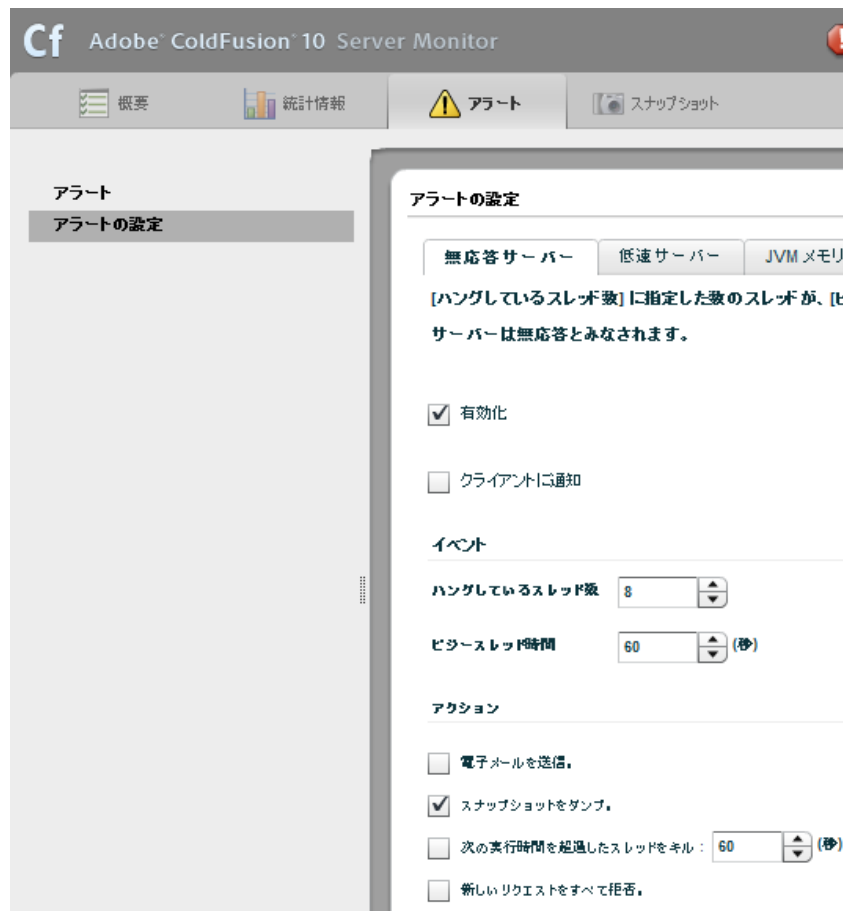 Cf Adobe® ColdFusion® 10 Server Monitor
概要 統計情報 アラート スナップショット
アラート
アラートの設定
アラートの設定
無応答サーバー 低速サーバー JVM メモリ
[ハングしているスレッド数] に指定した数のスレッドが、[ビ
サーバーは無応答とみなされます。
有効化
クライアントに通知
イベント
ハングしているスレッド数 8
ビジースレッド時間 60 (秒)
アクション
電子メールを送信。
スナップショットをダンプ。
次の実行時間を超過したスレッドをキル : 60 (秒)
新しいリクエストをすべて拒否。